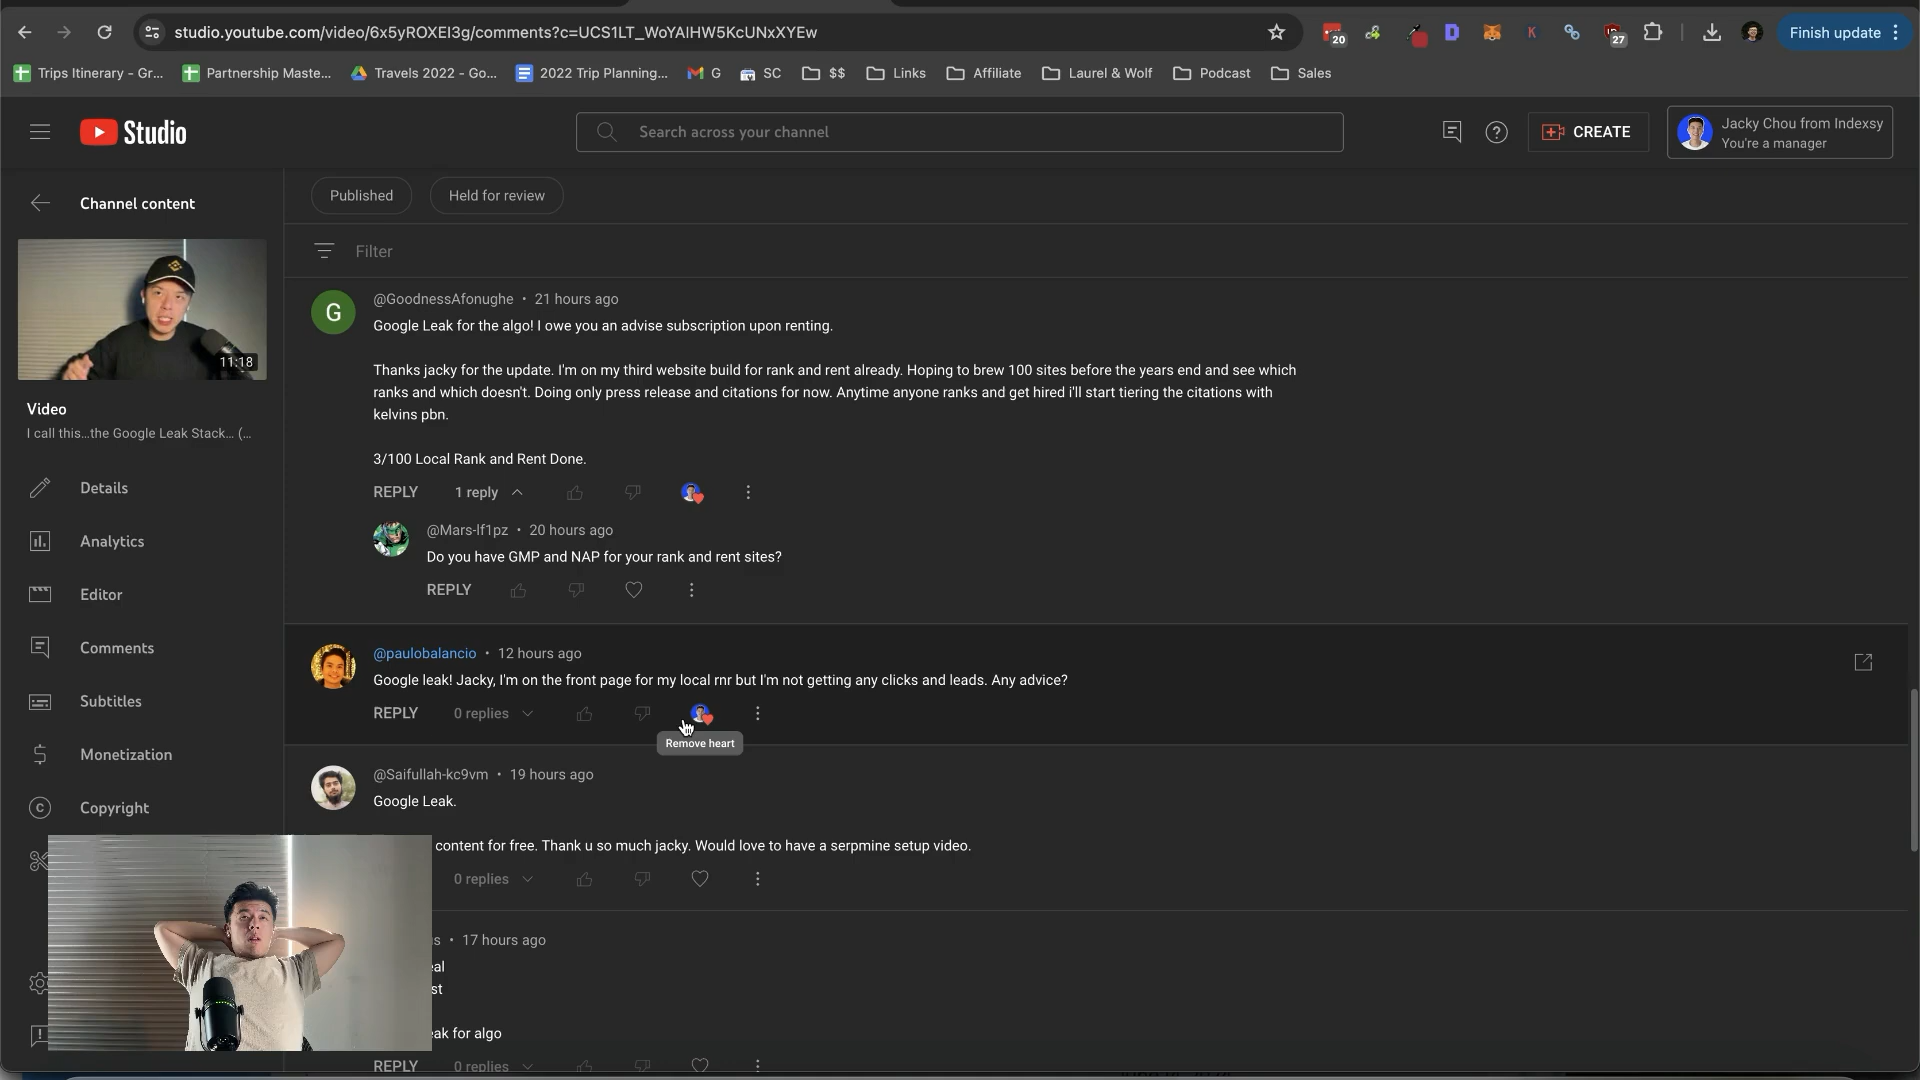 studio.youtube.com/video/6x5yROXEI3g/comments?c=UCS1LT_WoYAIHW5KcUNxXYEw
20
K
27
Finish update
Trips Itinerary - Gr...
Partnership Maste...
Travels 2022 - Go...
2022 Trip Planning...
G
SC
$$
Links
Affiliate
Laurel & Wolf
Podcast
Sales
Studio
Search across your channel
CREATE
Jacky Chou from Indexsy
You're a manager
Channel content
11:18
Video
I call this...the Google Leak Stack... (...
Details
Analytics
Editor
Comments
Subtitles
Monetization
Copyright
Published
Held for review
Filter
G
@GoodnessAfonughe • 21 hours ago
Google Leak for the algo! I owe you an advise subscription upon renting.
Thanks jacky for the update. I'm on my third website build for rank and rent already. Hoping to brew 100 sites before the years end and see which
ranks and which doesn't. Doing only press release and citations for now. Anytime anyone ranks and get hired i'll start tiering the citations with
kelvins pbn.
3/100 Local Rank and Rent Done.
REPLY 1 reply
@Mars-lf1pz • 20 hours ago
Do you have GMP and NAP for your rank and rent sites?
REPLY
@paulobalancio • 12 hours ago
Google leak! Jacky, I'm on the front page for my local rnr but I'm not getting any clicks and leads. Any advice?
REPLY 0 replies
Remove heart
@Saifullah-kc9vm • 19 hours ago
Google Leak.
content for free. Thank u so much jacky. Would love to have a serpmine setup video.
0 replies
s • 17 hours ago
eal
st
eak for algo
REPLY 0 replies